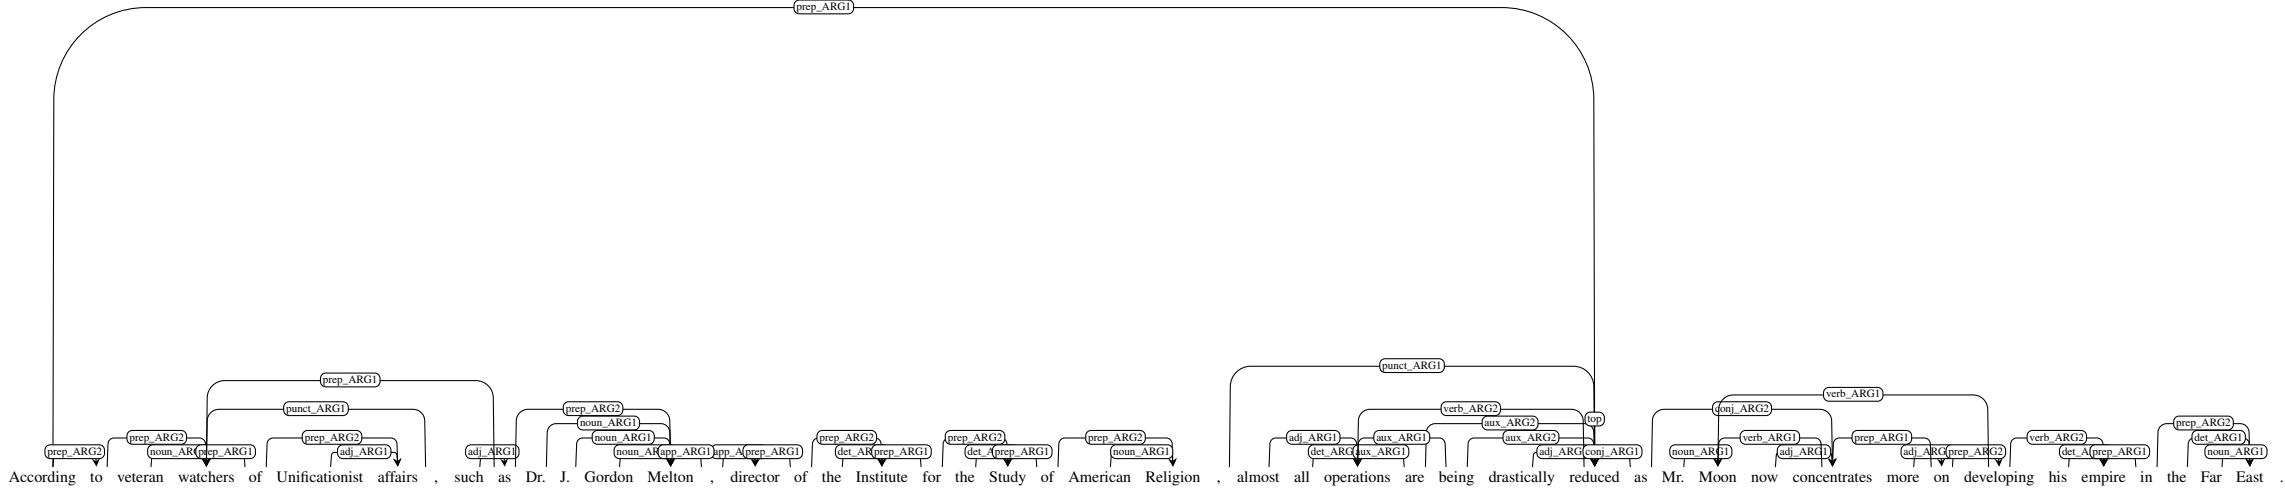 prep_ARG1
punct_ARG1
prep_ARG1
verb_ARG1
punct_ARG1 prep_ARG2 verb_ARG2 conj_ARG2
noun_ARG1 aux_ARG2 top prep_ARG2
prep_ARG2 prep_ARG2 noun_ARG1 prep_ARG2 prep_ARG2 prep_ARG2 adj_ARG1 aux_ARG1 aux_ARG2 verb_ARG1 prep_ARG1 verb_ARG2 det_ARG1
prep_ARG2 prep_ARG1 adj_ARG1 adj_ARG1 app_ARG1 prep_ARG1 prep_ARG1 prep_ARG1 noun_ARG1 aux_ARG1 conj_ARG1 noun_ARG1 adj_ARG1 prep_ARG2 prep_ARG1 noun_ARG1
According to veteran watchers of Unificationist affairs , such as Dr. J. Gordon Melton , director of the Institute for the Study of American Religion , almost all operations are being drastically reduced as Mr. Moon now concentrates more on developing his empire in the Far East .